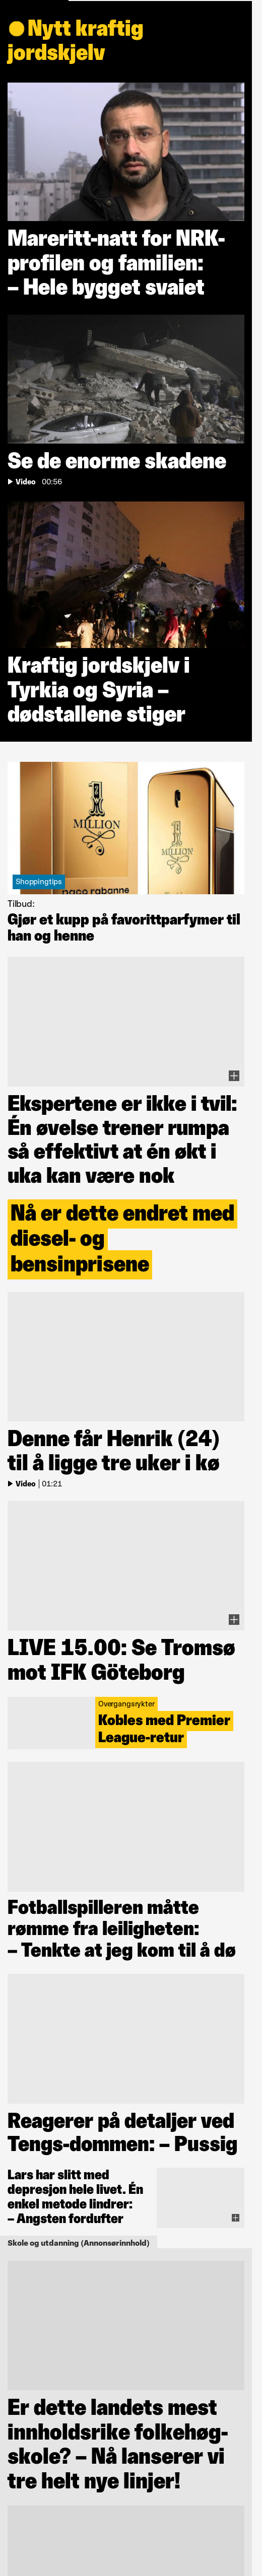 Nytt kraftig
jordskjelv
Mareritt-natt for NRK-
profilen og familien:
– Hele bygget svaiet
Se de enorme skadene
Video 00:56
Kraftig jordskjelv i
Tyrkia og Syria –
dødstallene stiger
1
MILLION
1
MILLION
paco rabanne
Shoppingtips
Tilbud:
Gjør et kupp på favorittparfymer til
han og henne
Ekspertene er ikke i tvil:
Én øvelse trener rumpa
så effektivt at én økt i
uka kan være nok
Nå er dette endret med
diesel- og
bensinprisene
Denne får Henrik (24)
til å ligge tre uker i kø
Video | 01:21
LIVE 15.00: Se Tromsø
mot IFK Göteborg
Overgangsrykter
Kobles med Premier
League-retur
Fotballspilleren måtte
rømme fra leiligheten:
– Tenkte at jeg kom til å dø
Reagerer på detaljer ved
Tengs-dommen: – Pussig
Lars har slitt med
depresjon hele livet. Én
enkel metode lindrer:
– Angsten fordufter
Skole og utdanning (Annonsørinnhold)
Er dette landets mest
innholdsrike folkehøg-
skole? – Nå lanserer vi
tre helt nye linjer!